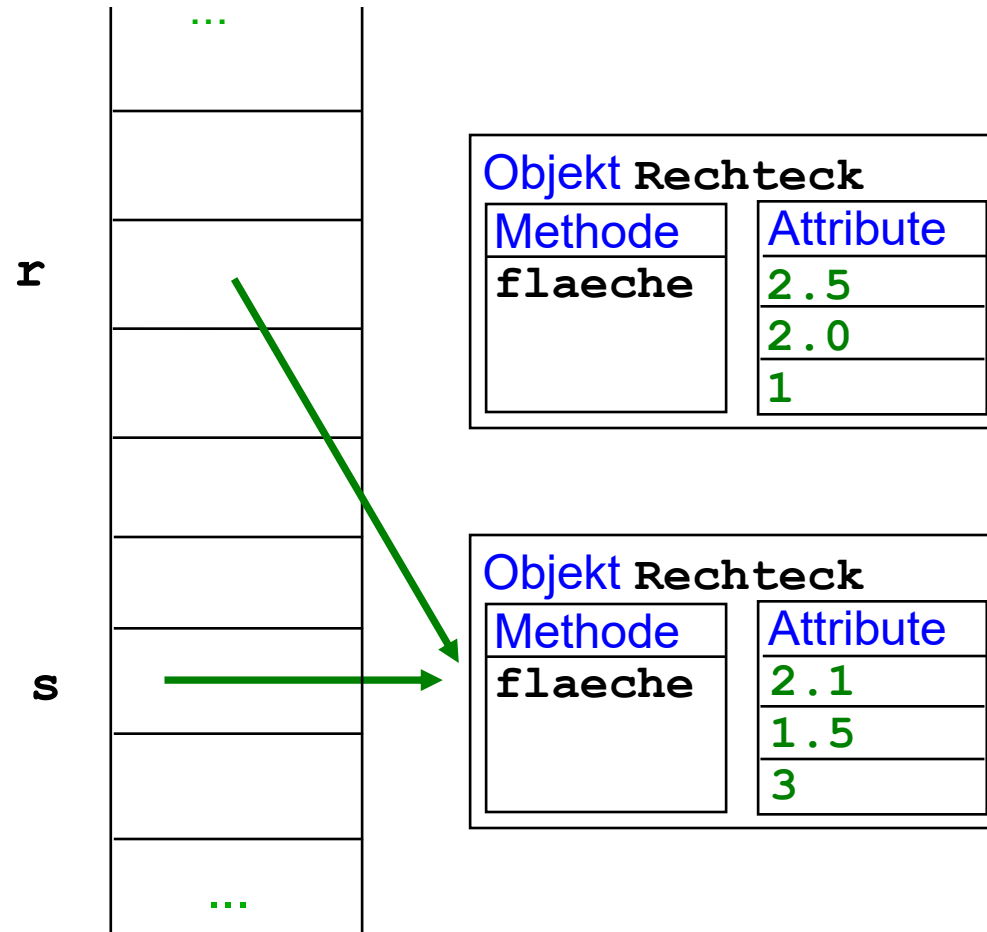 ...
Objekt Rechteck
Methode
Attribute
r
flaeche
2.5
2.0
1
Objekt Rechteck
Methode
Attribute
s
flaeche
2.1
1.5
3
...